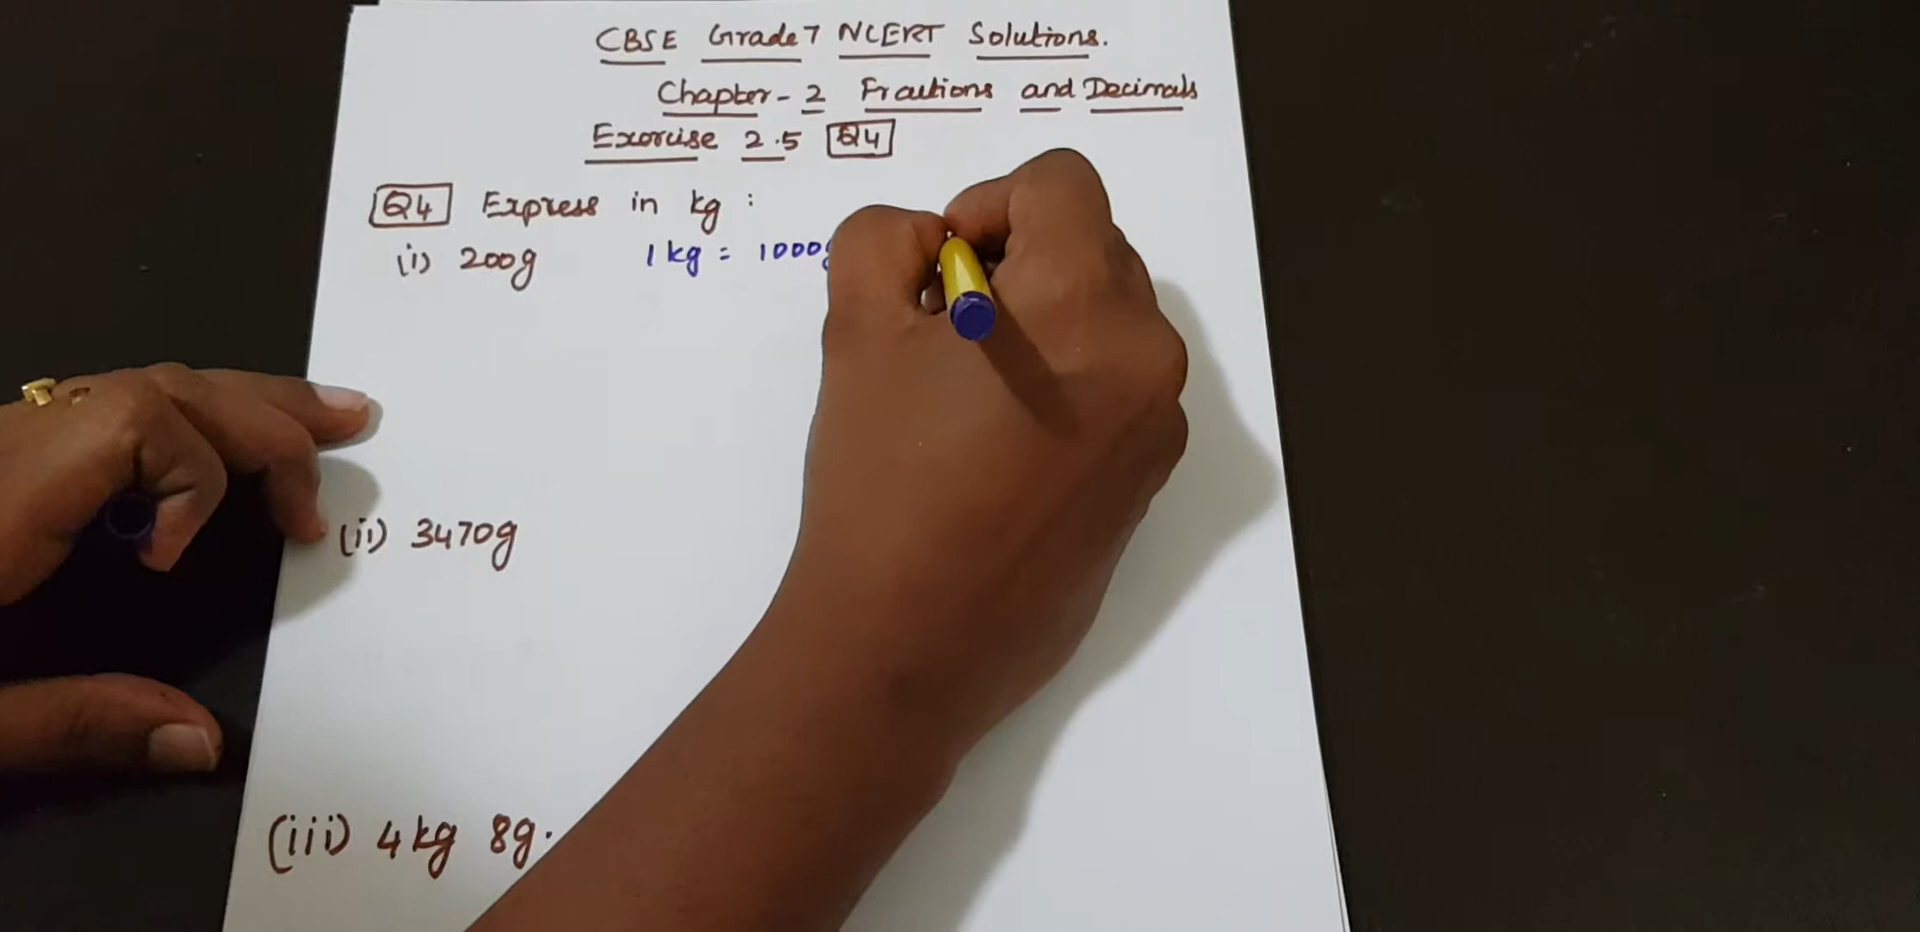 CBSE Grade 7 NCERT Solutions.
Chapter - 2 Fractions and Decimals
Exercise 2.5 Q4
Q4 Express in kg :
(i) 200g 1 kg = 1000g
(ii) 3470g
(iii) 4 kg 8g.